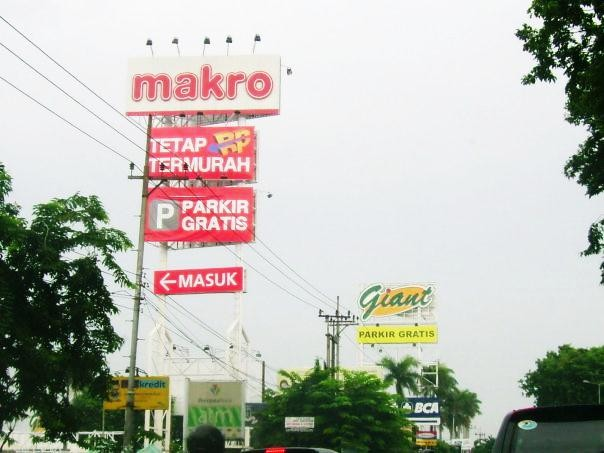 makro
TETAP RP
TERMURAH
P PARKIR
GRATIS
MASUK
Giant
PARKIR GRATIS
kredit
BCA